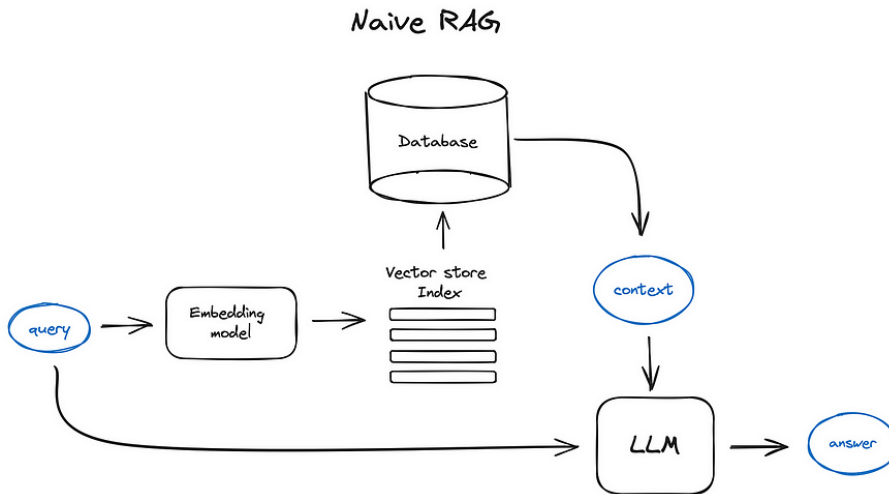 Naive RAG
Database
Vector store
Index
query
Embedding
model
context
LLM
answer